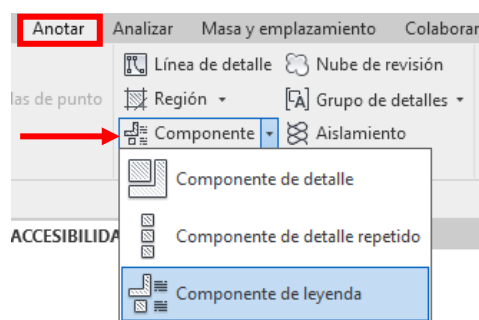 Anotar Analizar Masa y emplazamiento Colaborar
Línea de detalle Nube de revisión
las de punto Región Grupo de detalles
Componente Aislamiento
Componente de detalle
ACCESIBILIDA Componente de detalle repetido
Componente de leyenda